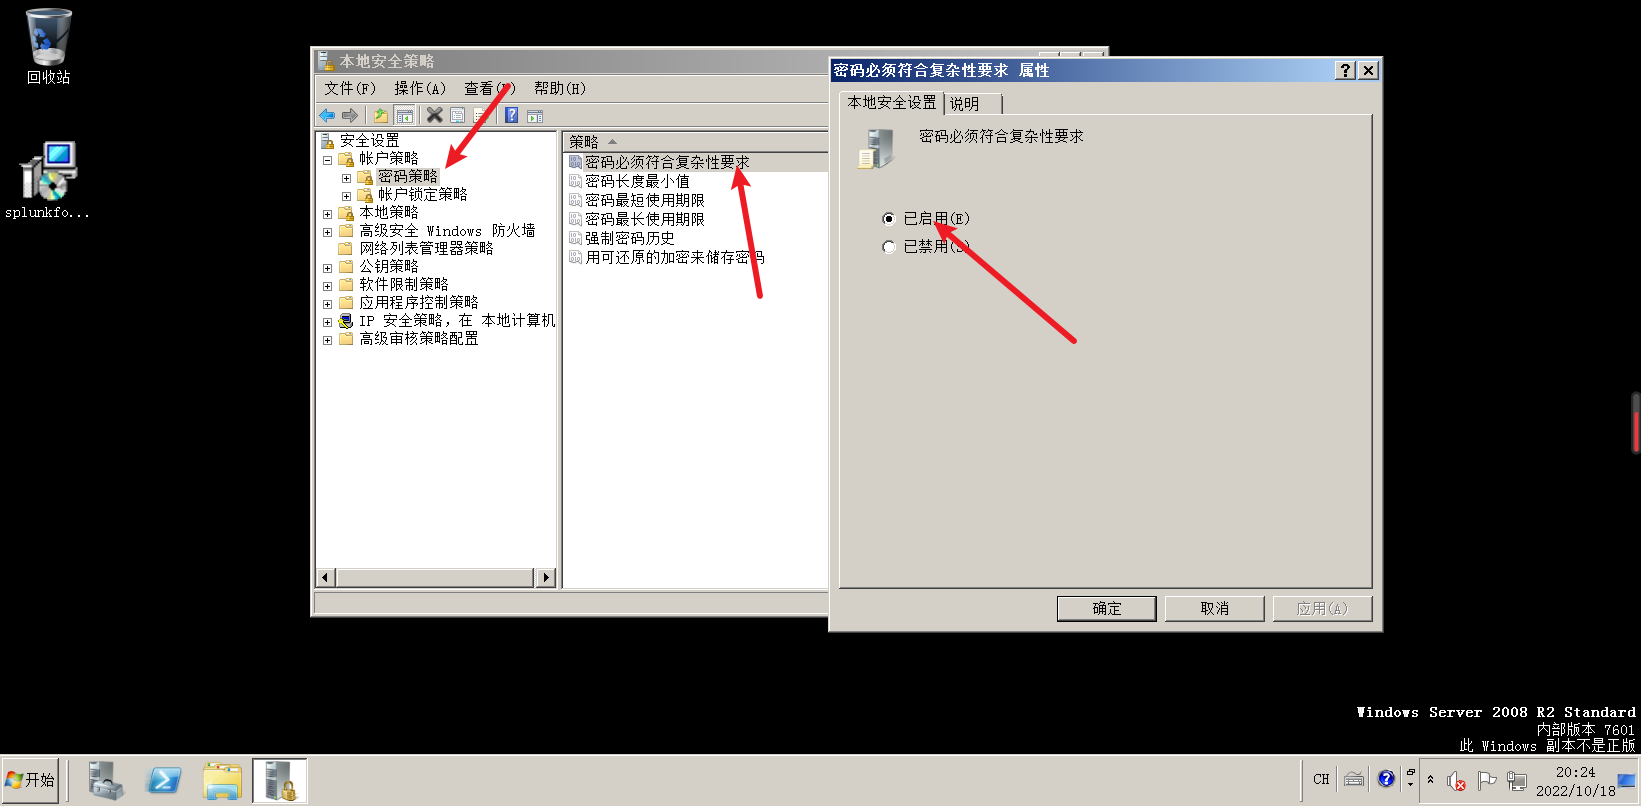 回收站
splunkfo...
本地安全策略
文件(F) 操作(A) 查看(V) 帮助(H)
安全设置
帐户策略
密码策略
帐户锁定策略
本地策略
高级安全 Windows 防火墙
网络列表管理器策略
公钥策略
软件限制策略
应用程序控制策略
IP 安全策略，在 本地计算机
高级审核策略配置
策略
密码必须符合复杂性要求
密码长度最小值
密码最短使用期限
密码最长使用期限
强制密码历史
用可还原的加密来储存密码
密码必须符合复杂性要求 属性
本地安全设置 说明
密码必须符合复杂性要求
已启用(E)
已禁用(S)
确定 取消 应用(A)
Windows Server 2008 R2 Standard
内部版本 7601
此 Windows 副本不是正版
开始
CH
20:24
2022/10/18